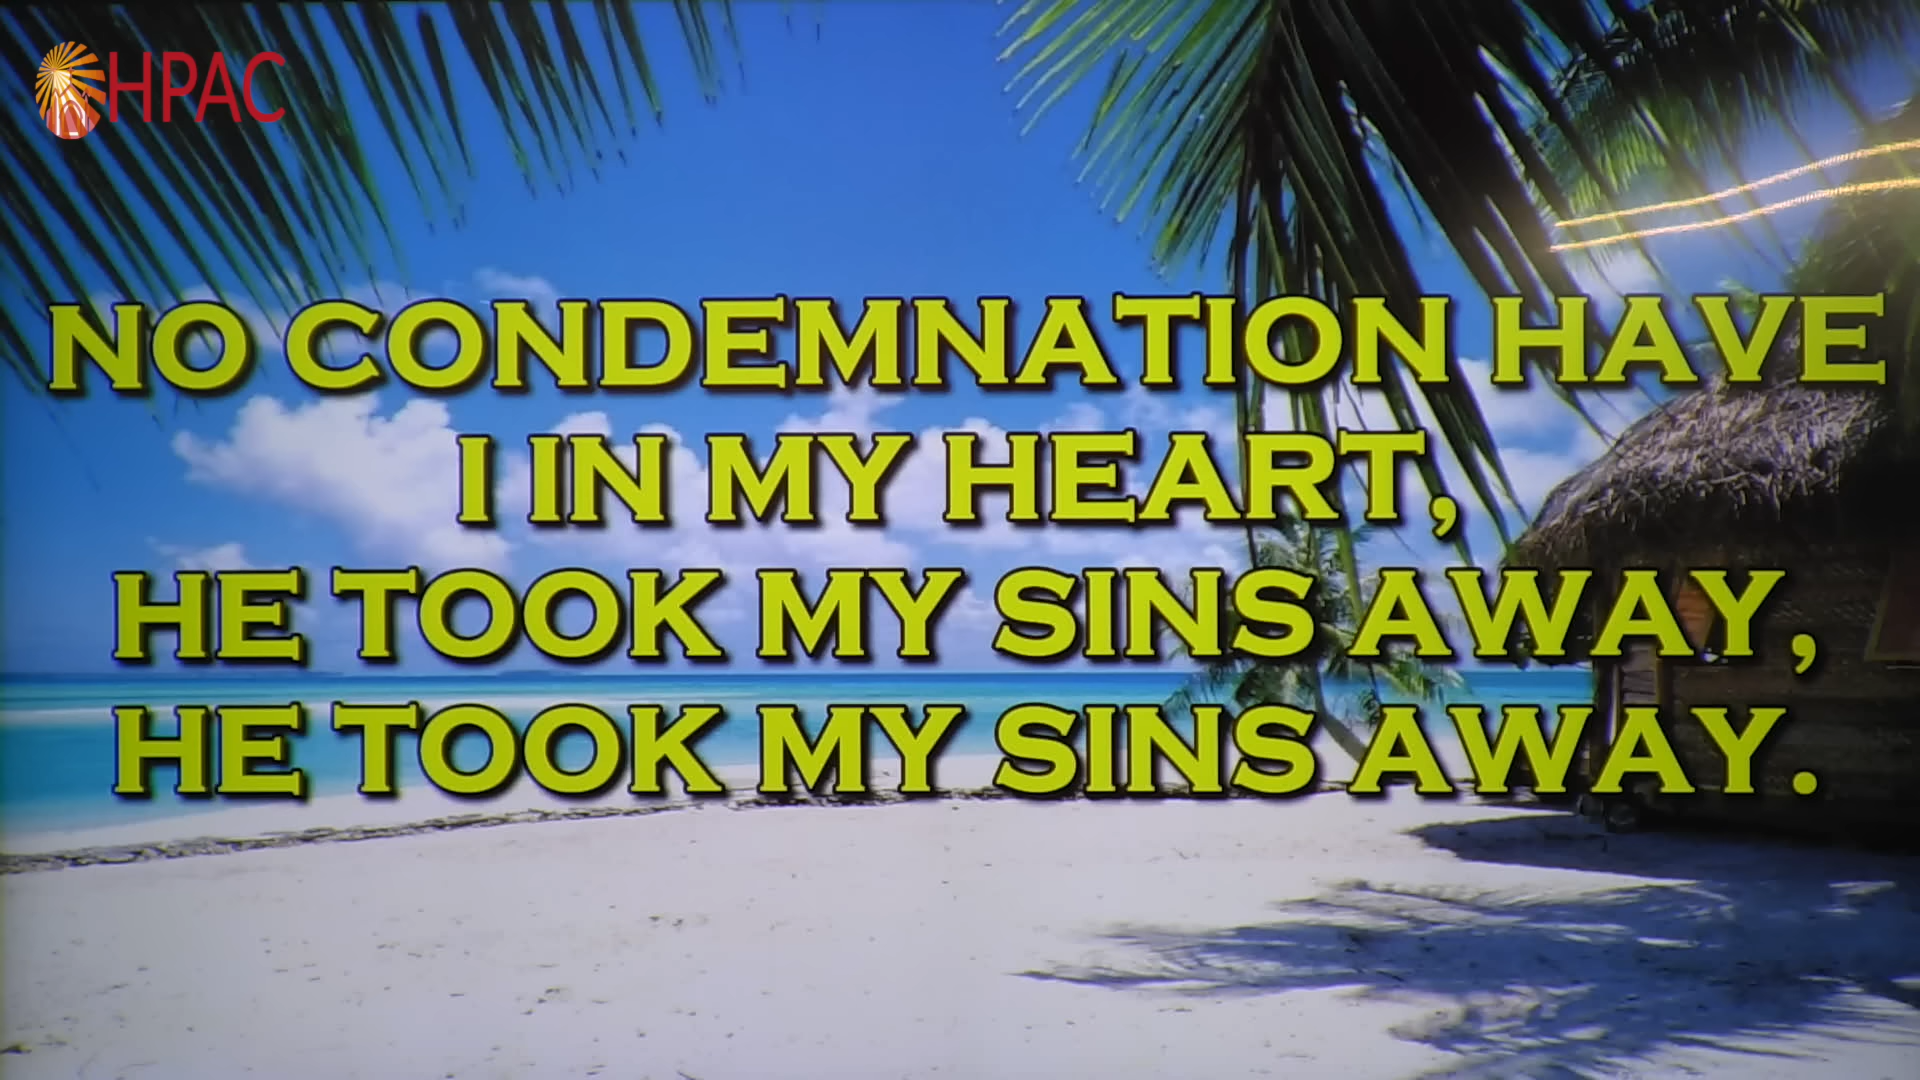 HPAC
NO CONDEMNATION HAVE
I IN MY HEART,
HE TOOK MY SINS AWAY,
HE TOOK MY SINS AWAY.